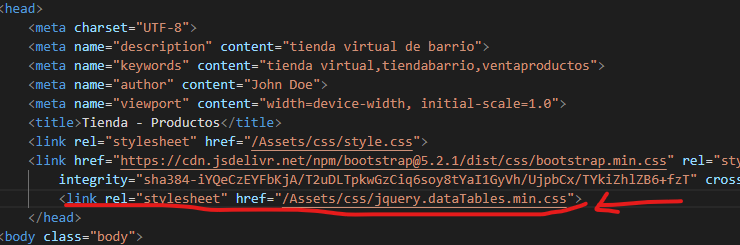 <head>
<meta charset="UTF-8">
<meta name="description" content="tienda virtual de barrio">
<meta name="keywords" content="tienda virtual,tiendabarrio,ventaproductos">
<meta name="author" content="John Doe">
<meta name="viewport" content="width=device-width, initial-scale=1.0">
<title>Tienda - Productos</title>
<link rel="stylesheet" href="/Assets/css/style.css">
<link href="https://cdn.jsdelivr.net/npm/bootstrap@5.2.1/dist/css/bootstrap.min.css" rel="sty
integrity="sha384-iYQeCzEYFbKjA/T2uDLTpkwGzCiq6soy8tYaI1GyVh/UjpbCx/TYkiZhlZB6+fzT" cross
<link rel="stylesheet" href="/Assets/css/jquery.dataTables.min.css">
</head>
<body class="body">